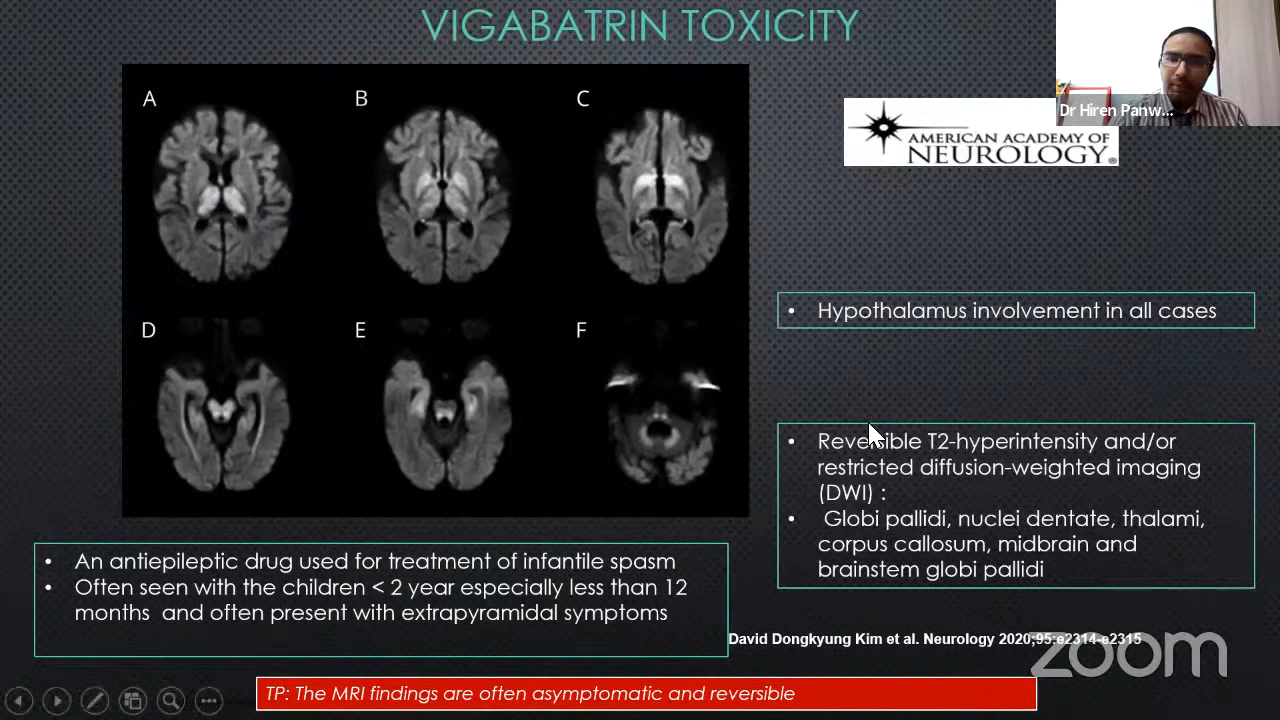 VIGABATRIN TOXICITY
A
B
C
D
E
F
Dr Hiren Panw...
AMERICAN ACADEMY OF
NEUROLOGY®
• Hypothalamus involvement in all cases
• Reversible T2-hyperintensity and/or
restricted diffusion-weighted imaging
(DWI) :
• Globi pallidi, nuclei dentate, thalami,
corpus callosum, midbrain and
brainstem globi pallidi
• An antiepileptic drug used for treatment of infantile spasm
• Often seen with the children < 2 year especially less than 12
months and often present with extrapyramidal symptoms
David Dongkyung Kim et al. Neurology 2020;95:e2314-e2315
zoom
TP: The MRI findings are often asymptomatic and reversible